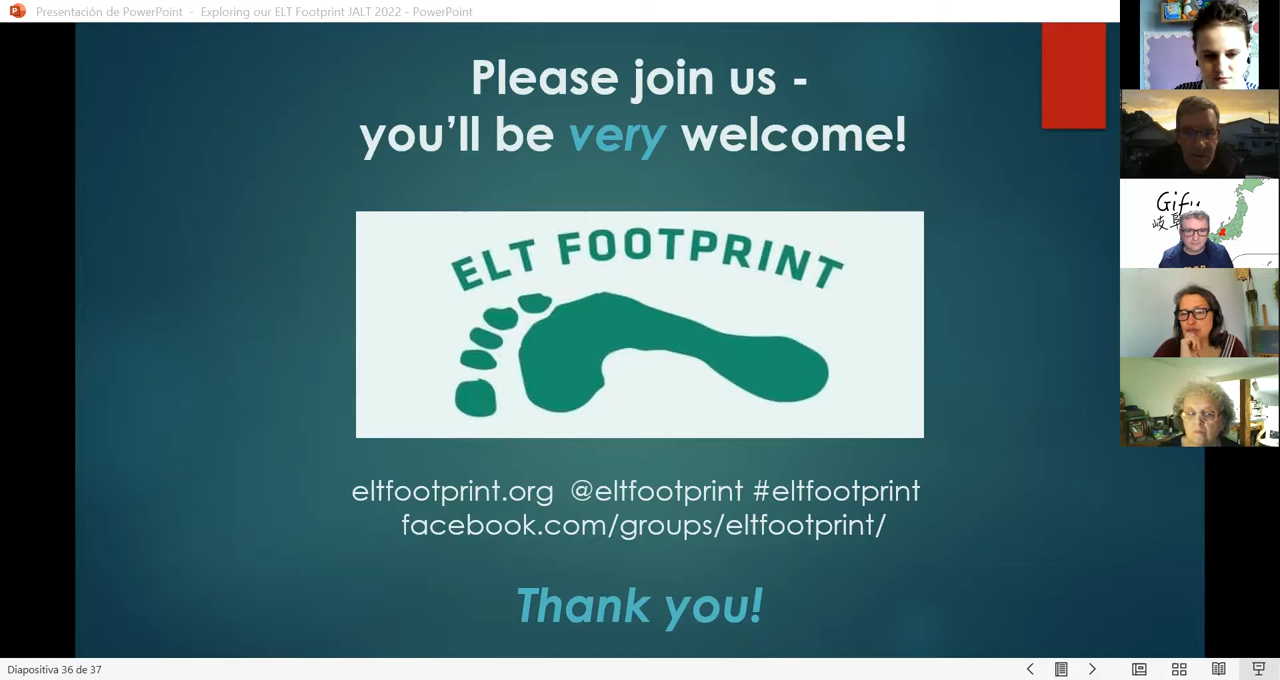 Presentación de PowerPoint - Exploring our ELT Footprint JALT 2022 - PowerPoint
Please join us -
you'll be very welcome!
ELT FOOTPRINT
eltfootprint.org @eltfootprint #eltfootprint
facebook.com/groups/eltfootprint/
Thank you!
Gifu
岐阜
Diapositiva 36 de 37